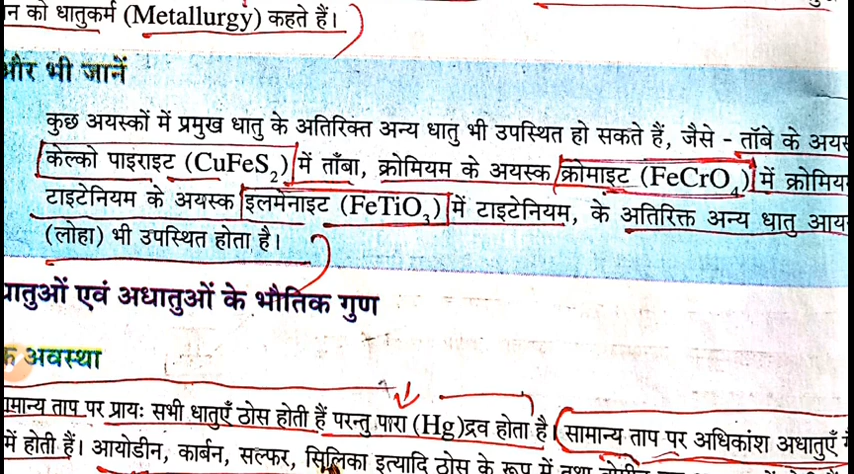 न को धातुकर्म (Metallurgy) कहते हैं।
और भी जानें
कुछ अयस्कों में प्रमुख धातु के अतिरिक्त अन्य धातु भी उपस्थित हो सकते हैं, जैसे - ताँबे के अयस्
केल्को पाइराइट (CuFeS₂) में ताँबा, क्रोमियम के अयस्क क्रोमाइट (FeCrO₄) में क्रोमिय
टाइटेनियम के अयस्क इलमेनाइट (FeTiO₃) में टाइटेनियम, के अतिरिक्त अन्य धातु आय
(लोहा) भी उपस्थित होता है।
धातुओं एवं अधातुओं के भौतिक गुण
क अवस्था
ामान्य ताप पर प्रायः सभी धातुएँ ठोस होती हैं परन्तु पारा (Hg)द्रव होता है। सामान्य ताप पर अधिकांश अधातुएँ
में होती हैं। आयोडीन, कार्बन, सल्फर, सिलिका इत्यादि ठोस के रूप में तथा